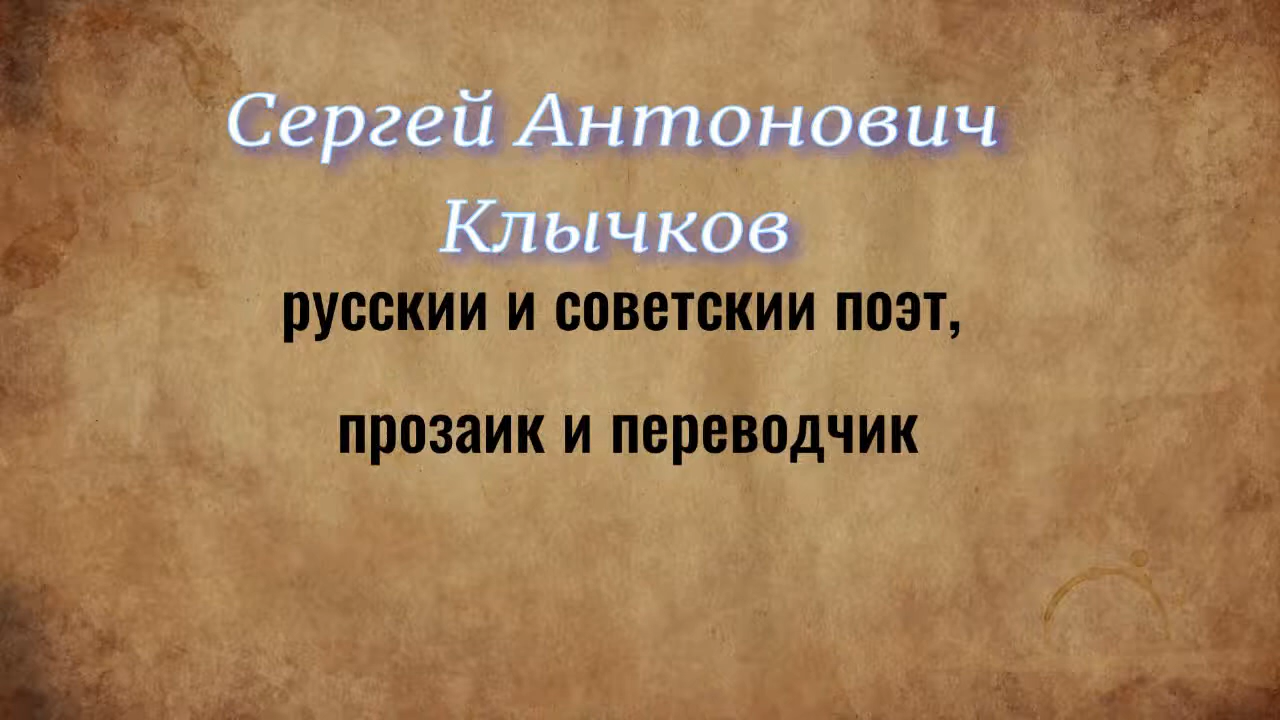 Сергей Антонович
Клычков
русскии и советскии поэт,
прозаик и переводчик